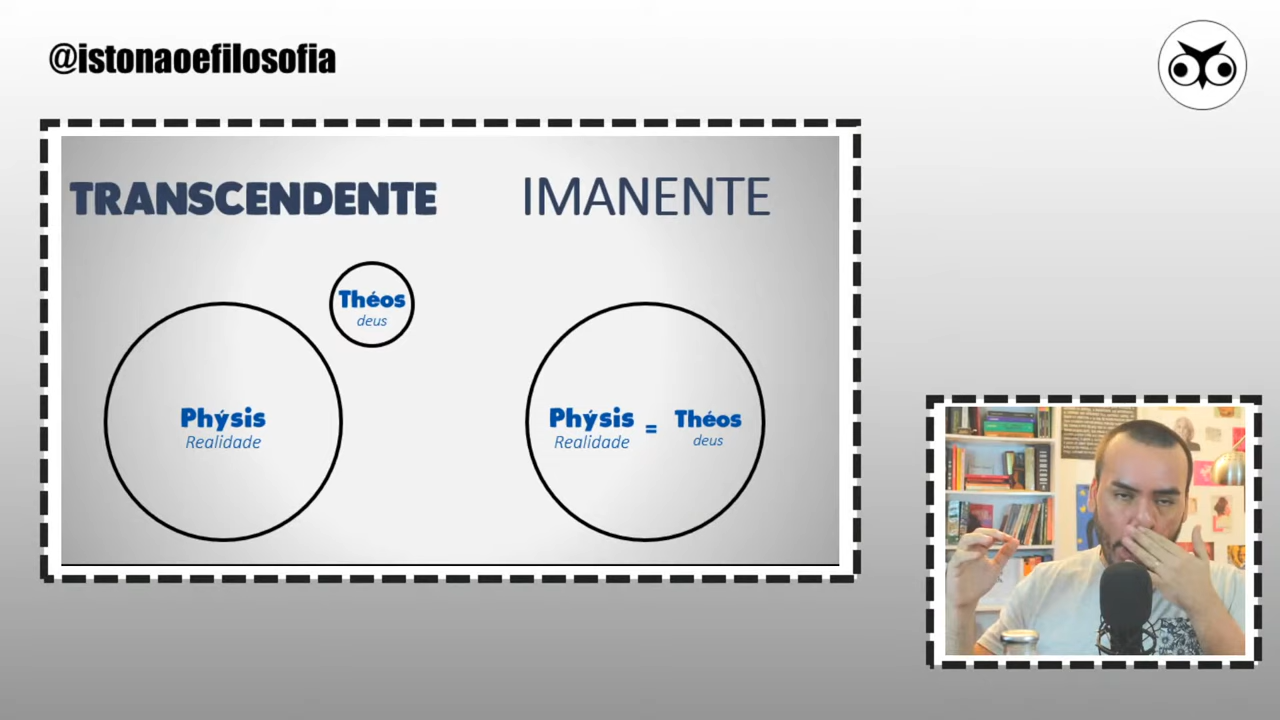 @istonaoefilosofia
TRANSCENDENTE
IMANENTE
Théos
deus
Phýsis
Realidade
Phýsis = Théos
Realidade deus